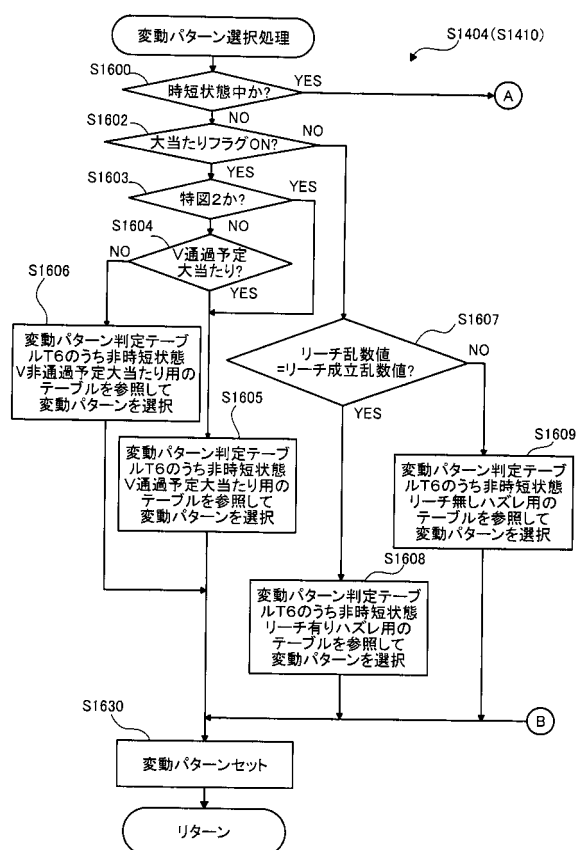 変動パターン選択処理
S1404(S1410)
S1600
時短状態中か?
YES
A
NO
S1602
大当たりフラグON?
NO
YES
S1603
特図2か?
YES
NO
S1604
V通過予定
大当たり?
NO
YES
S1606
変動パターン判定テーブ
ルT6のうち非時短状態
V非通過予定大当たり用の
テーブルを参照して
変動パターンを選択
S1607
リーチ乱数値
=リーチ成立乱数値?
NO
YES
S1605
変動パターン判定テーブ
ルT6のうち非時短状態
V通過予定大当たり用の
テーブルを参照して
変動パターンを選択
S1609
変動パターン判定テーブ
ルT6のうち非時短状態
リーチ無しハズレ用の
テーブルを参照して
変動パターンを選択
S1608
変動パターン判定テーブ
ルT6のうち非時短状態
リーチ有りハズレ用の
テーブルを参照して
変動パターンを選択
B
S1630
変動パターンセット
リターン